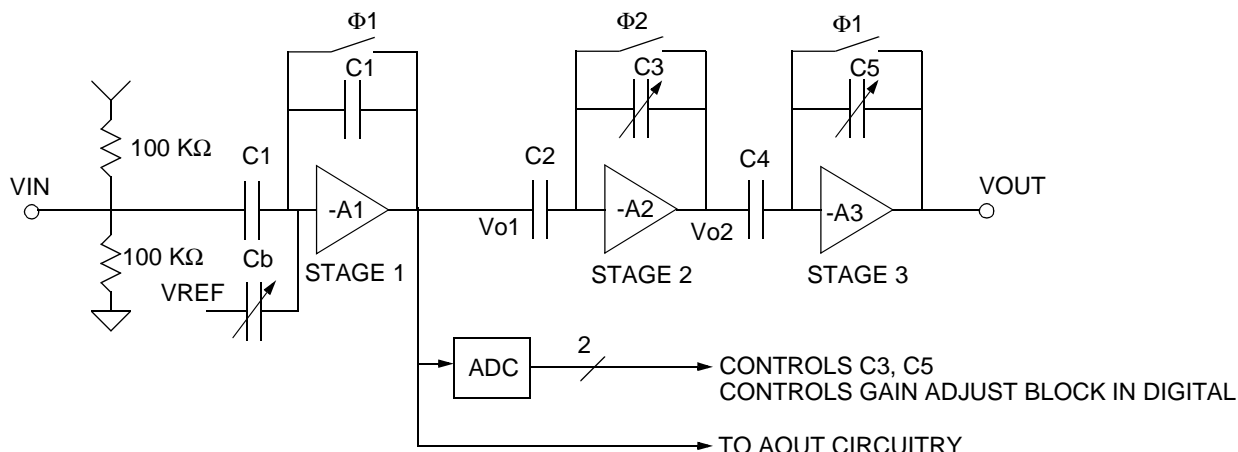 Φ1
Φ2
Φ1
C1
C3
C5
100 KΩ
C1
C2
C4
VIN
VOUT
-A1
-A2
-A3
Vo1
Vo2
100 KΩ
Cb
STAGE 1
STAGE 2
STAGE 3
VREF
2
ADC
CONTROLS C3, C5
CONTROLS GAIN ADJUST BLOCK IN DIGITAL
TO AOUT CIRCUITRY